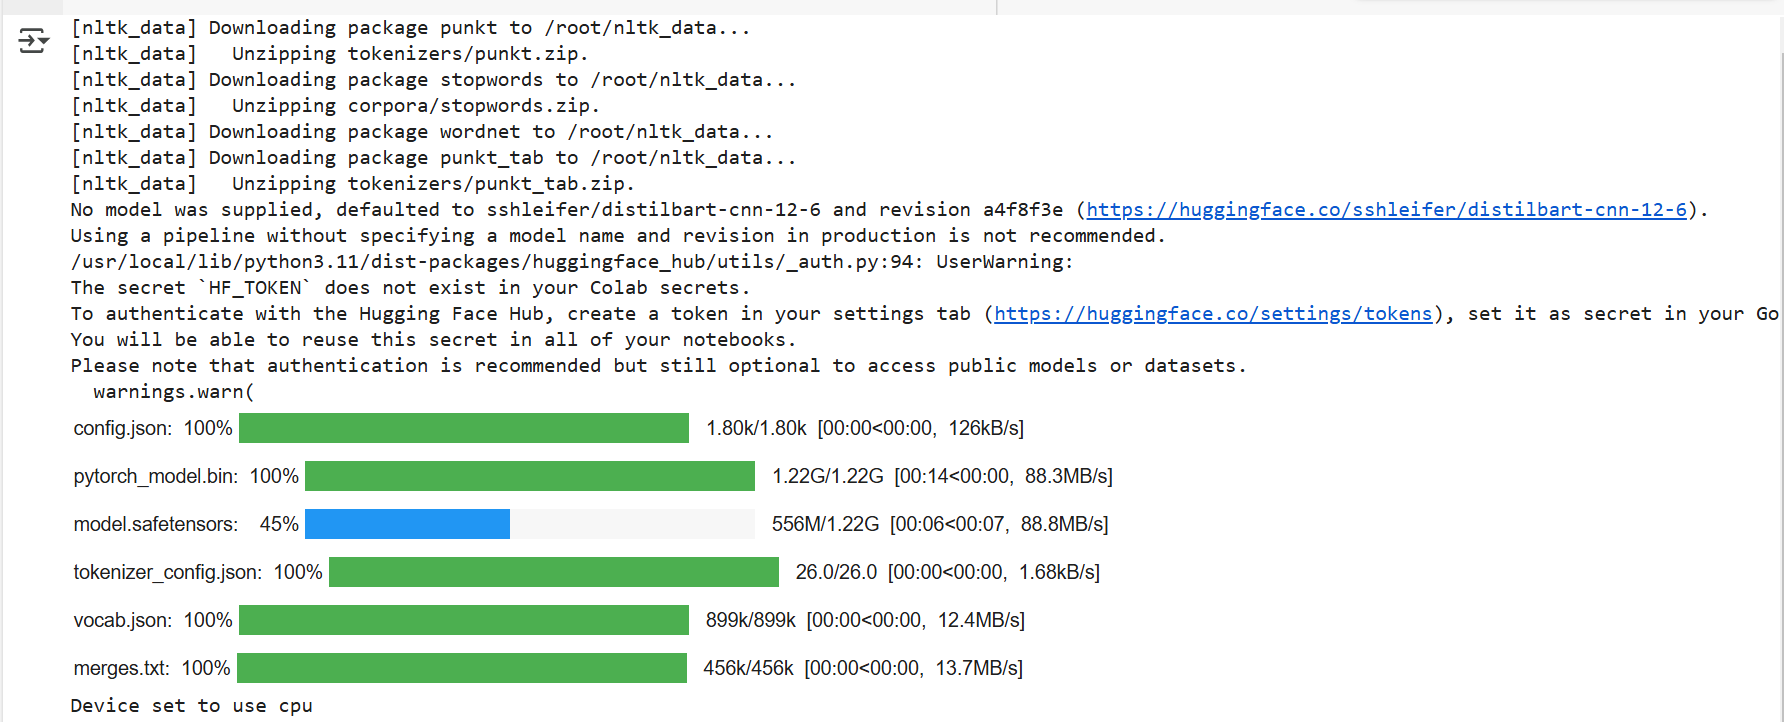 [nltk_data] Downloading package punkt to /root/nltk_data...
[nltk_data]   Unzipping tokenizers/punkt.zip.
[nltk_data] Downloading package stopwords to /root/nltk_data...
[nltk_data]   Unzipping corpora/stopwords.zip.
[nltk_data] Downloading package wordnet to /root/nltk_data...
[nltk_data] Downloading package punkt_tab to /root/nltk_data...
[nltk_data]   Unzipping tokenizers/punkt_tab.zip.
No model was supplied, defaulted to sshleifer/distilbart-cnn-12-6 and revision a4f8f3e (https://huggingface.co/sshleifer/distilbart-cnn-12-6).
Using a pipeline without specifying a model name and revision in production is not recommended.
/usr/local/lib/python3.11/dist-packages/huggingface_hub/utils/_auth.py:94: UserWarning:
The secret `HF_TOKEN` does not exist in your Colab secrets.
To authenticate with the Hugging Face Hub, create a token in your settings tab (https://huggingface.co/settings/tokens), set it as secret in your Go
You will be able to reuse this secret in all of your notebooks.
Please note that authentication is recommended but still optional to access public models or datasets.
  warnings.warn(
config.json: 100% 1.80k/1.80k [00:00<00:00, 126kB/s]
pytorch_model.bin: 100% 1.22G/1.22G [00:14<00:00, 88.3MB/s]
model.safetensors: 45% 556M/1.22G [00:06<00:07, 88.8MB/s]
tokenizer_config.json: 100% 26.0/26.0 [00:00<00:00, 1.68kB/s]
vocab.json: 100% 899k/899k [00:00<00:00, 12.4MB/s]
merges.txt: 100% 456k/456k [00:00<00:00, 13.7MB/s]
Device set to use cpu